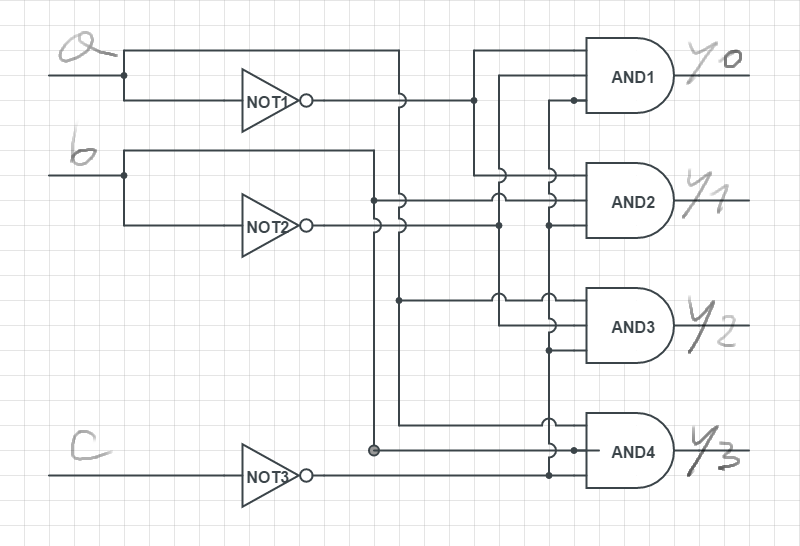 a
NOT1
AND1
y0
b
NOT2
AND2
y1
AND3
y2
c
NOT3
AND4
y3